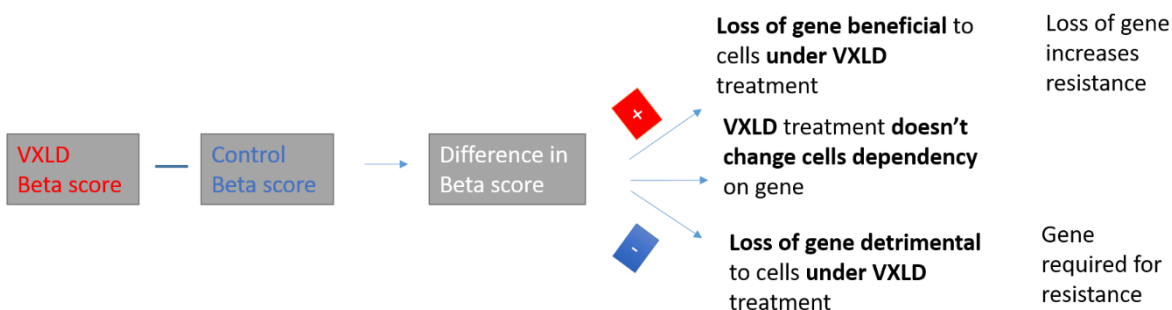 Loss of gene beneficial to
cells under VXLD
treatment
Loss of gene
increases
resistance
+
VXLD
Beta score
Control
Beta score
Difference in
Beta score
VXLD treatment doesn’t
change cells dependency
on gene
-
Loss of gene detrimental
to cells under VXLD
treatment
Gene
required for
resistance